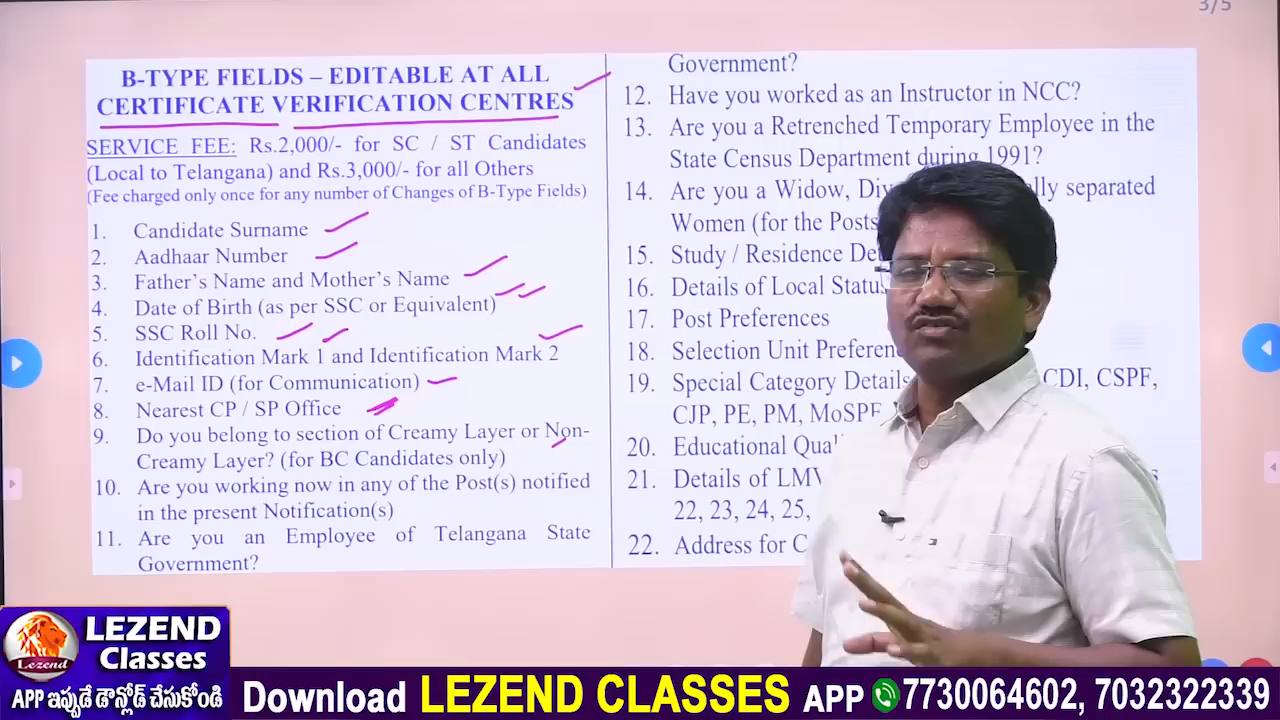 3/5
B-TYPE FIELDS – EDITABLE AT ALL
CERTIFICATE VERIFICATION CENTRES
SERVICE FEE: Rs.2,000/- for SC / ST Candidates
(Local to Telangana) and Rs.3,000/- for all Others
(Fee charged only once for any number of Changes of B-Type Fields)
1. Candidate Surname
2. Aadhaar Number
3. Father's Name and Mother's Name
4. Date of Birth (as per SSC or Equivalent)
5. SSC Roll No.
6. Identification Mark 1 and Identification Mark 2
7. e-Mail ID (for Communication)
8. Nearest CP / SP Office
9. Do you belong to section of Creamy Layer or Non-
Creamy Layer? (for BC Candidates only)
10. Are you working now in any of the Post(s) notified
in the present Notification(s)
11. Are you an Employee of Telangana State
Government?
Government?
12. Have you worked as an Instructor in NCC?
13. Are you a Retrenched Temporary Employee in the
State Census Department during 1991?
14. Are you a Widow, separated
Women (for the Posts
15. Study / Residence
16. Details of Local Status
17. Post Preferences
18. Selection Unit
19. Special Category Details CDI, CSPF,
CJP, PE, PM, MoSPF
20. Educational
21. Details of LMV
22, 23, 24, 25,
22. Address for
LEZEND
Classes
Lezend
APP ఇప్పుడే డౌన్లోడ్ చేసుకోండి
Download LEZEND CLASSES APP 7730064602, 7032322339